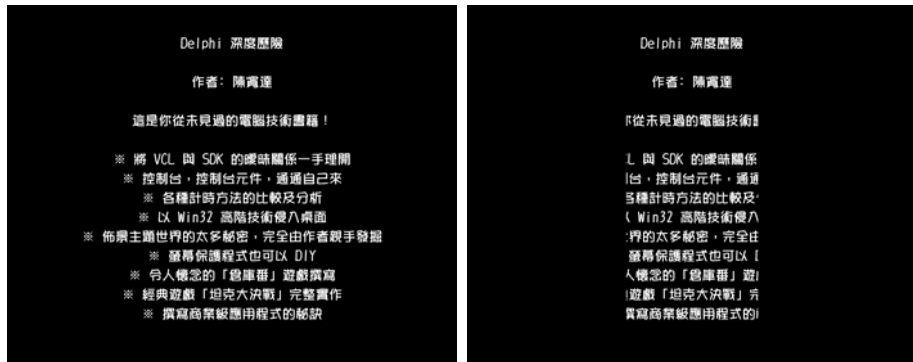 Delphi 深度歷險
作者: 陳寬達
這是你從未見過的電腦技術書籍!
※ 將 VCL 與 SDK 的曖昧關係一手理開
※ 控制台,控制台元件,通通自己來
※ 各種計時方法的比較及分析
※ 以 Win32 高階技術侵入桌面
※ 佈景主題世界的太多秘密,完全由作者親手發掘
※ 螢幕保護程式也可以 DIY
※ 令人懷念的「倉庫番」遊戲撰寫
※ 經典遊戲「坦克大決戰」完整實作
※ 撰寫商業級應用程式的秘訣
Delphi 深度歷險
作者: 陳寬達
從未見過的電腦技術
與 SDK 的曖昧關係
台,控制台元件,通
種計時方法的比較及
Win32 高階技術侵入
界的太多秘密,完全
螢幕保護程式也可以
人懷念的「倉庫番」遊
遊戲「坦克大決戰」完
寫商業級應用程式的